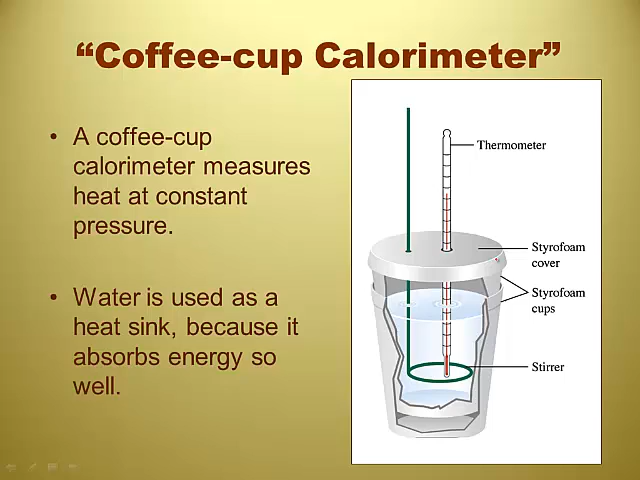 “Coffee-cup Calorimeter”
• A coffee-cup
calorimeter measures
heat at constant
pressure.
• Water is used as a
heat sink, because it
absorbs energy so
well.
Thermometer
Styrofoam
cover
Styrofoam
cups
Stirrer